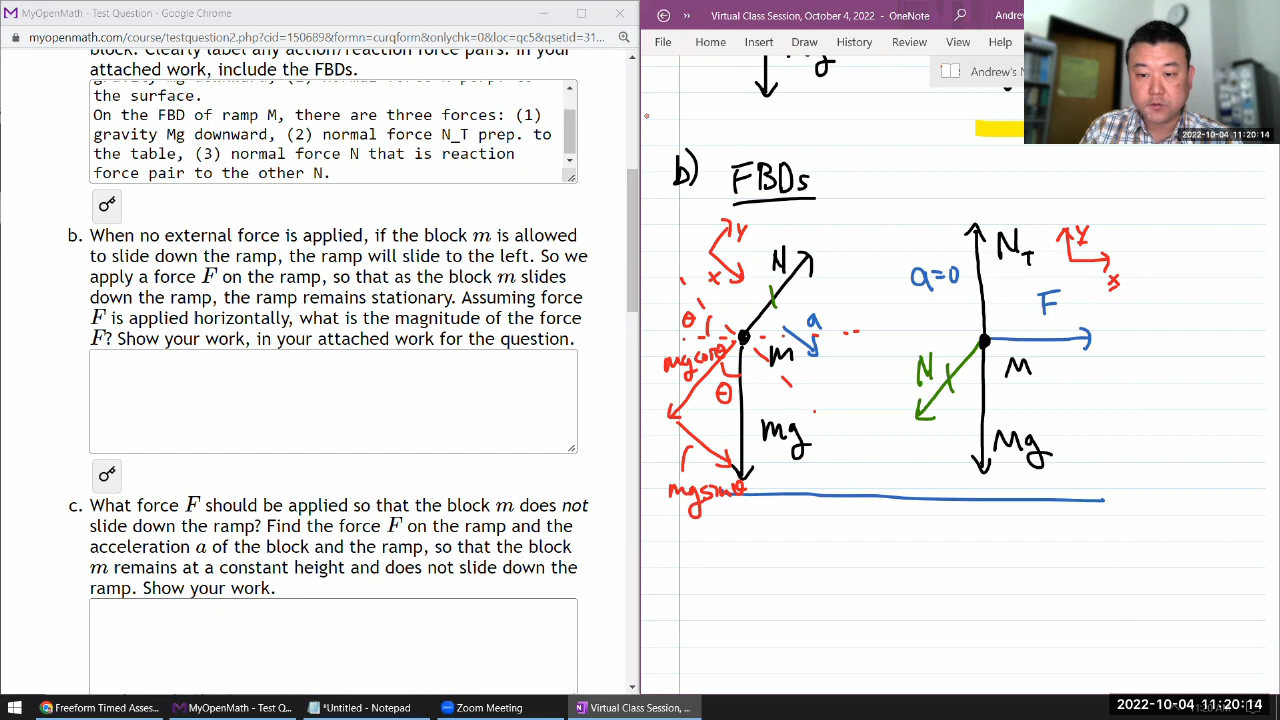 MyOpenMath - Test Question - Google Chrome
myopenmath.com/course/testquestion2.php?cid=150689&formn=curqform&onlychk=0&loc=qc5&qsetid=31...
block. Clearly label any action/reaction force pairs. In your
attached work, include the FBDs.
gravity mg downward, (2) normal force N perp. to
the surface.
On the FBD of ramp M, there are three forces: (1)
gravity Mg downward, (2) normal force N_T prep. to
the table, (3) normal force N that is reaction
force pair to the other N.
b. When no external force is applied, if the block m is allowed
to slide down the ramp, the ramp will slide to the left. So we
apply a force F on the ramp, so that as the block m slides
down the ramp, the ramp remains stationary. Assuming force
F is applied horizontally, what is the magnitude of the force
F? Show your work, in your attached work for the question.
c. What force F should be applied so that the block m does not
slide down the ramp? Find the force F on the ramp and the
acceleration a of the block and the ramp, so that the block
m remains at a constant height and does not slide down the
ramp. Show your work.
Virtual Class Session, October 4, 2022 - OneNote
Andrew
File Home Insert Draw History Review View Help
Andrew's N
2022-10-04 11:20:14
b) FBDs
y
x
N
θ
a
m
mg cosθ
θ
mg
mg sinθ
N_T
y
x
a=0
F
N
M
Mg
Freeform Timed Asses...
MyOpenMath - Test Q...
*Untitled - Notepad
Zoom Meeting
Virtual Class Session, ...
2022-10-04 11:20:14